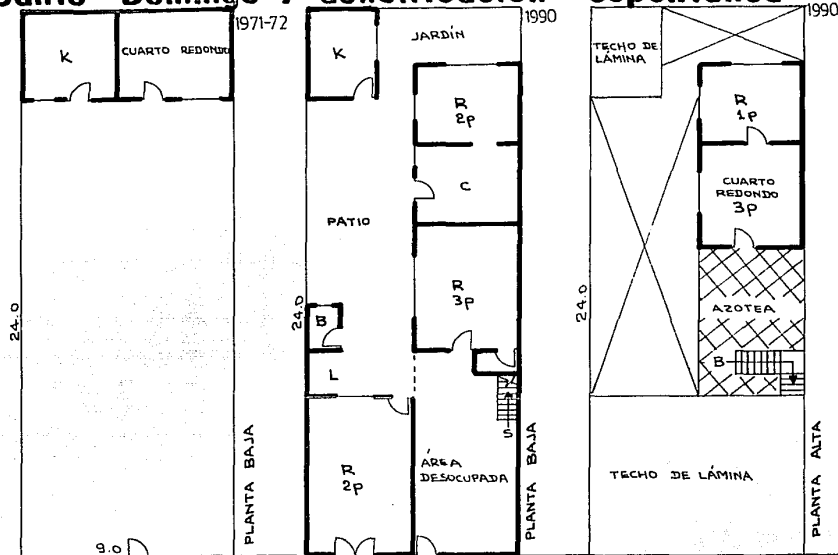 1971-72
K
CUARTO REDONDO
24.0
9.0
PLANTA BAJA
1990
K
JARDÍN
R
2p
C
PATIO
R
3p
24.0
B
L
S
R
2p
ÁREA
DESOCUPADA
PLANTA BAJA
1990
TECHO DE
LÁMINA
R
1p
CUARTO
REDONDO
3p
24.0
AZOTEA
B
TECHO DE LÁMINA
PLANTA ALTA